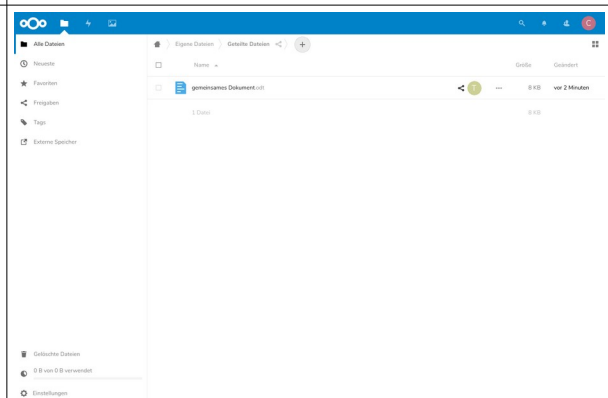 C
Alle Dateien
Eigene Dateien Geteilte Dateien +
Neueste
Name Größe Geändert
Favoriten
gemeinsames Dokument.odt T ... 8 KB vor 2 Minuten
Freigaben
1 Datei 8 KB
Tags
Externe Speicher
Gelöschte Dateien
0 B von 0 B verwendet
Einstellungen